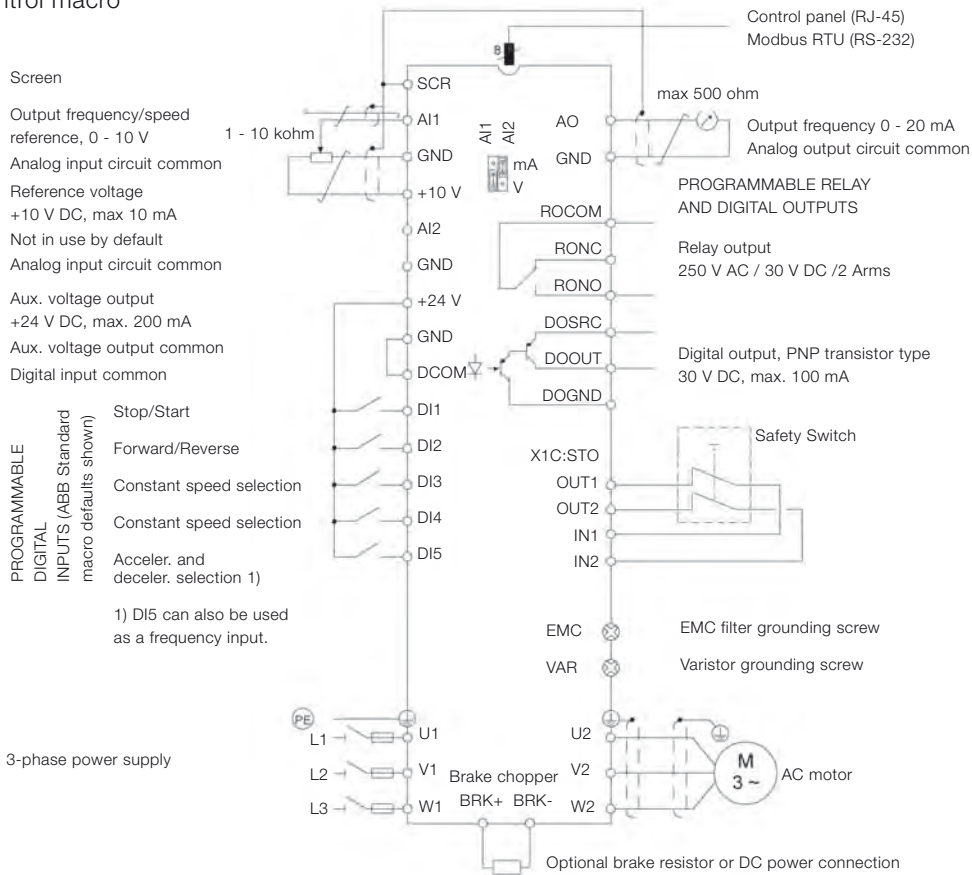 ntrol macro
Control panel (RJ-45)
Modbus RTU (RS-232)
8
Screen
SCR
max 500 ohm
Output frequency/speed
reference, 0 - 10 V
1 - 10 kohm
AI1
AI1
AI2
mA
V
AO
Output frequency 0 - 20 mA
Analog input circuit common
GND
GND
Analog output circuit common
Reference voltage
+10 V DC, max 10 mA
+10 V
PROGRAMMABLE RELAY
AND DIGITAL OUTPUTS
Not in use by default
AI2
ROCOM
Analog input circuit common
GND
RONC
RONO
Relay output
250 V AC / 30 V DC /2 Arms
Aux. voltage output
+24 V DC, max. 200 mA
+24 V
Aux. voltage output common
GND
DOSRC
Digital input common
DCOM
DOOUT
DOGND
Digital output, PNP transistor type
30 V DC, max. 100 mA
PROGRAMMABLE
DIGITAL
INPUTS (ABB Standard
macro defaults shown)
Stop/Start
DI1
Forward/Reverse
DI2
Constant speed selection
DI3
Constant speed selection
DI4
Acceler. and
deceler. selection 1)
DI5
1) DI5 can also be used
as a frequency input.
Safety Switch
X1C:STO
OUT1
OUT2
IN1
IN2
EMC
EMC filter grounding screw
VAR
Varistor grounding screw
PE
3-phase power supply
L1
U1
U2
L2
V1
V2
L3
W1
W2
Brake chopper
BRK+ BRK-
M
3 ~
AC motor
Optional brake resistor or DC power connection